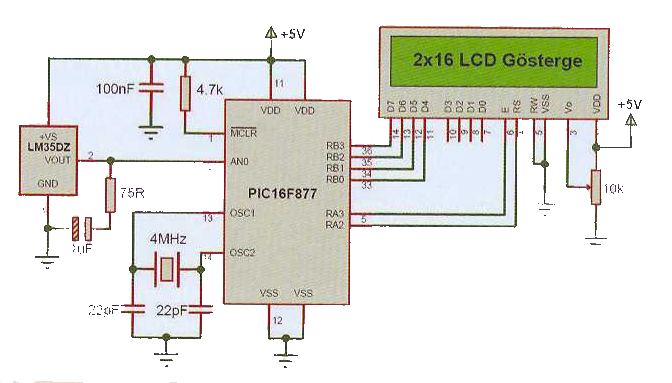 +5V
2x16 LCD Gösterge
D7 D6 D5 D4 D3 D2 D1 D0 E RS RW VSS Vo VDD
14 13 12 11 10 9 8 7 6 5 3
+5V
10k
100nF
4.7k
11
VDD VDD
1
MCLR
+VS
LM35DZ
VOUT
2
GND
AN0
75R
PIC16F877
RB3 36
RB2 35
RB1 34
RB0 33
RA3
RA2 5
13
OSC1
4MHz
14
OSC2
22pF
22pF
VSS VSS
12